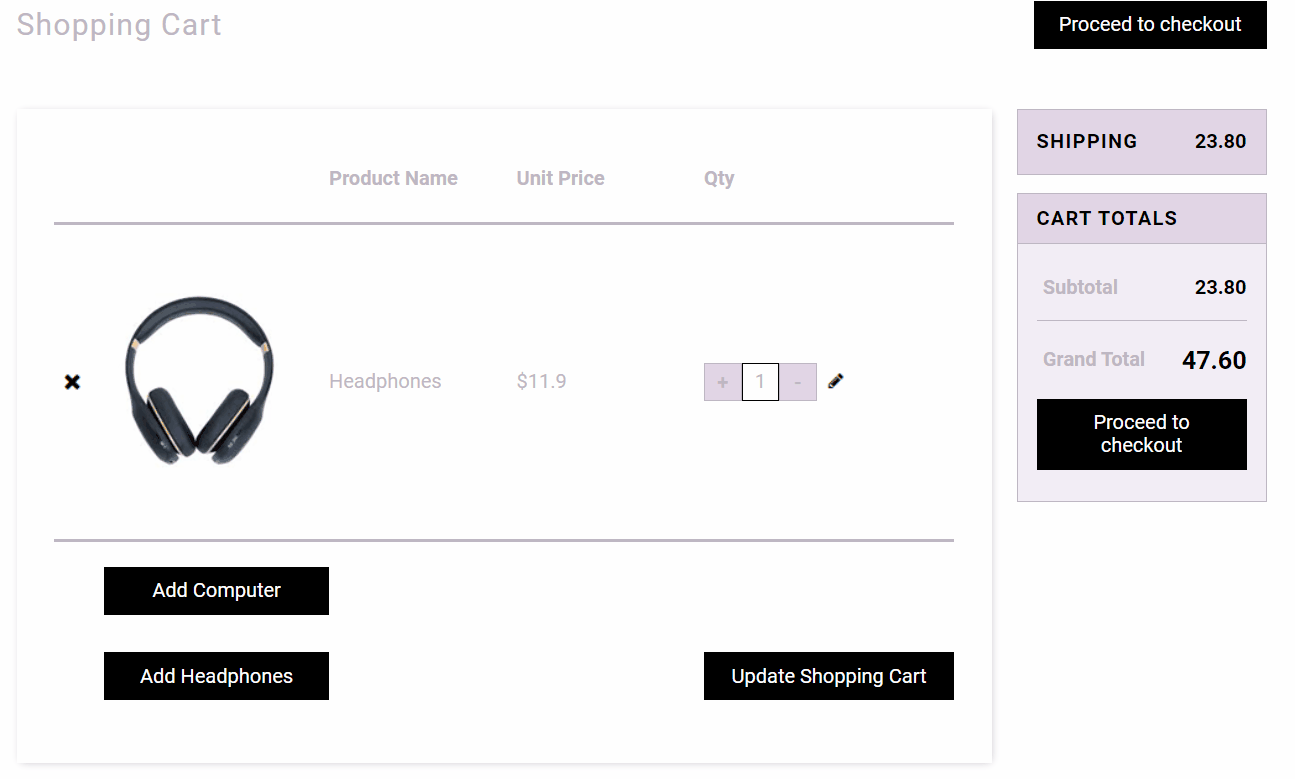 Shopping Cart
Proceed to checkout
SHIPPING 23.80
Product Name Unit Price Qty
CART TOTALS
Subtotal 23.80
Grand Total 47.60
Headphones $11.9 + 1 -
Proceed to
checkout
Add Computer
Add Headphones
Update Shopping Cart